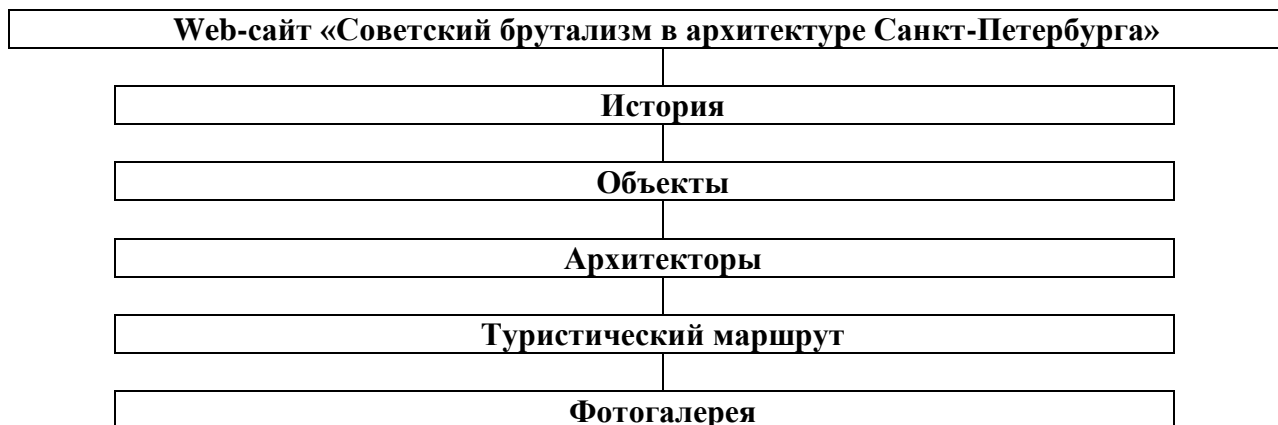 Web-сайт «Советский брутализм в архитектуре Санкт-Петербурга»
История
Объекты
Архитекторы
Туристический маршрут
Фотогалерея